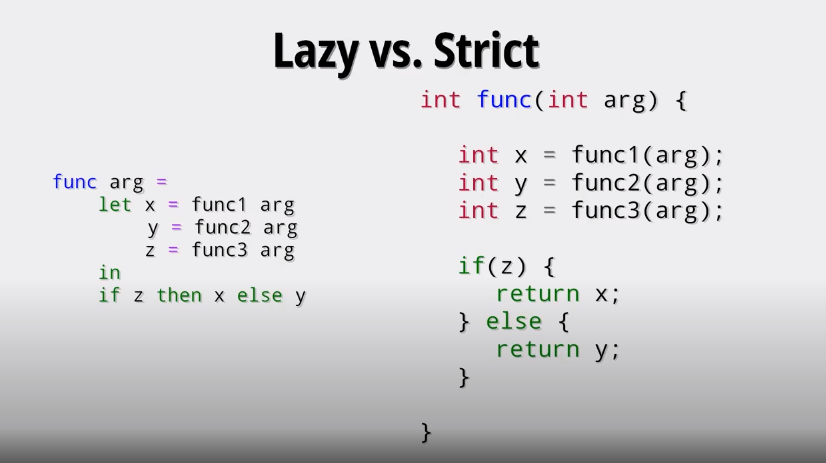 Lazy vs. Strict
func arg =
let x = func1 arg
y = func2 arg
z = func3 arg
in
if z then x else y
int func(int arg) {
int x = func1(arg);
int y = func2(arg);
int z = func3(arg);
if(z) {
return x;
} else {
return y;
}
}